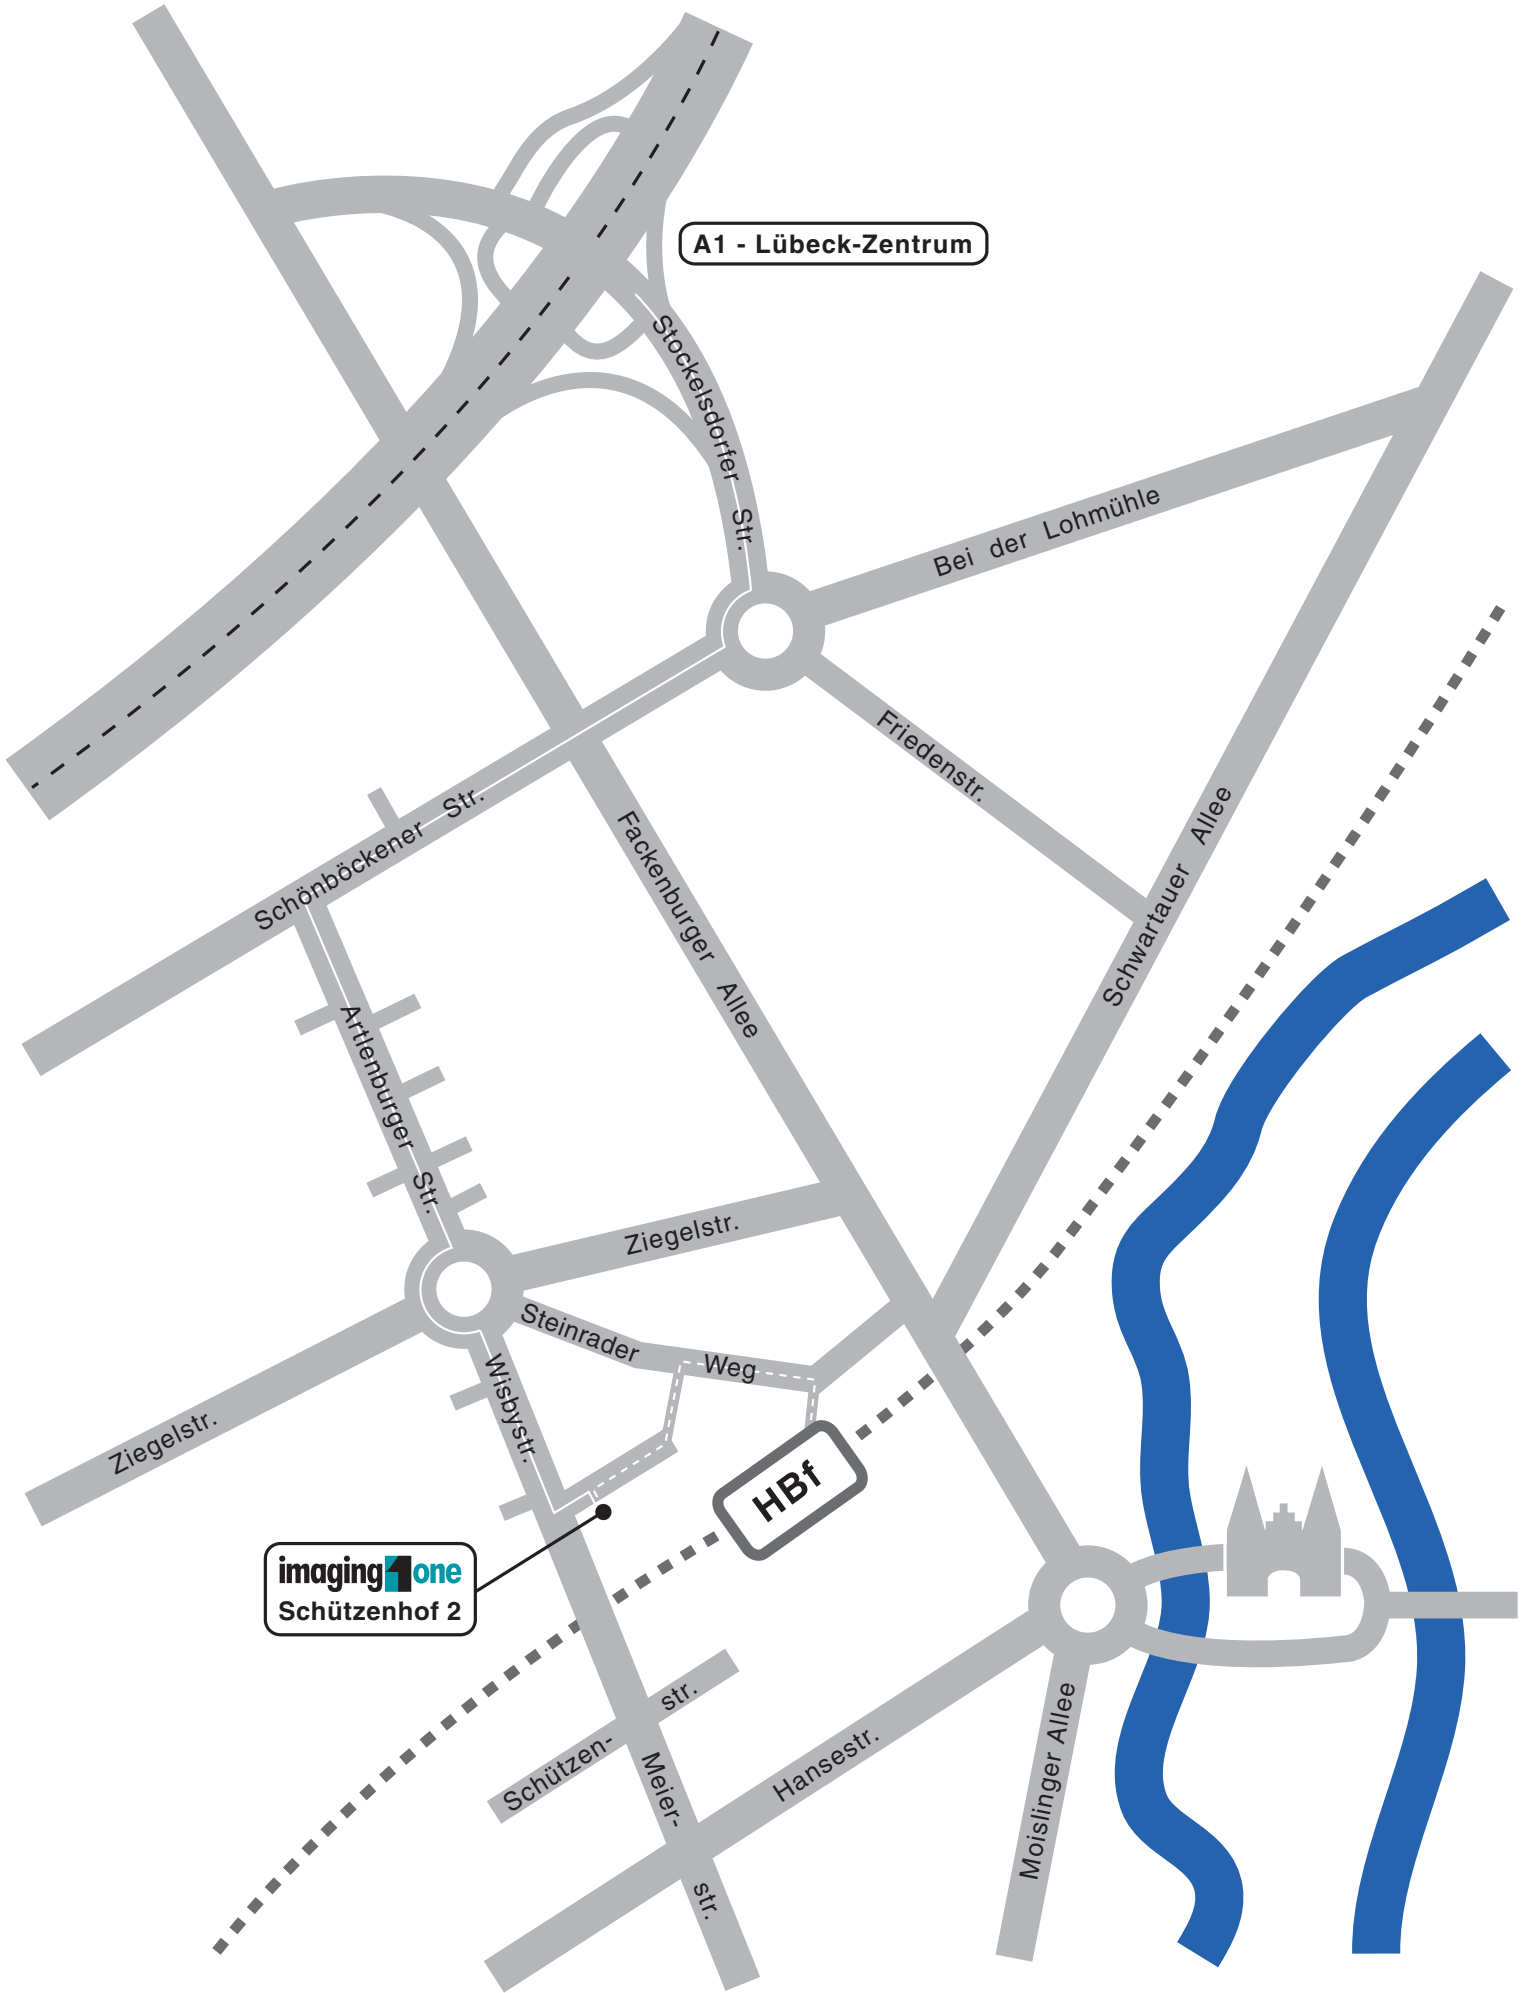 A1 - Lübeck-Zentrum
Stockelsdorfer Str.
Bei der Lohmühle
Friedenstr.
Schwartauer Allee
Schönböckener Str.
Fackenburger Allee
Artlenburger Str.
Ziegelstr.
Steinrader Weg
Wisbystr.
Ziegelstr.
HBf
imaging one
Schützenhof 2
Schützen-
str.
Meier-
str.
Hansestr.
Moislinger Allee